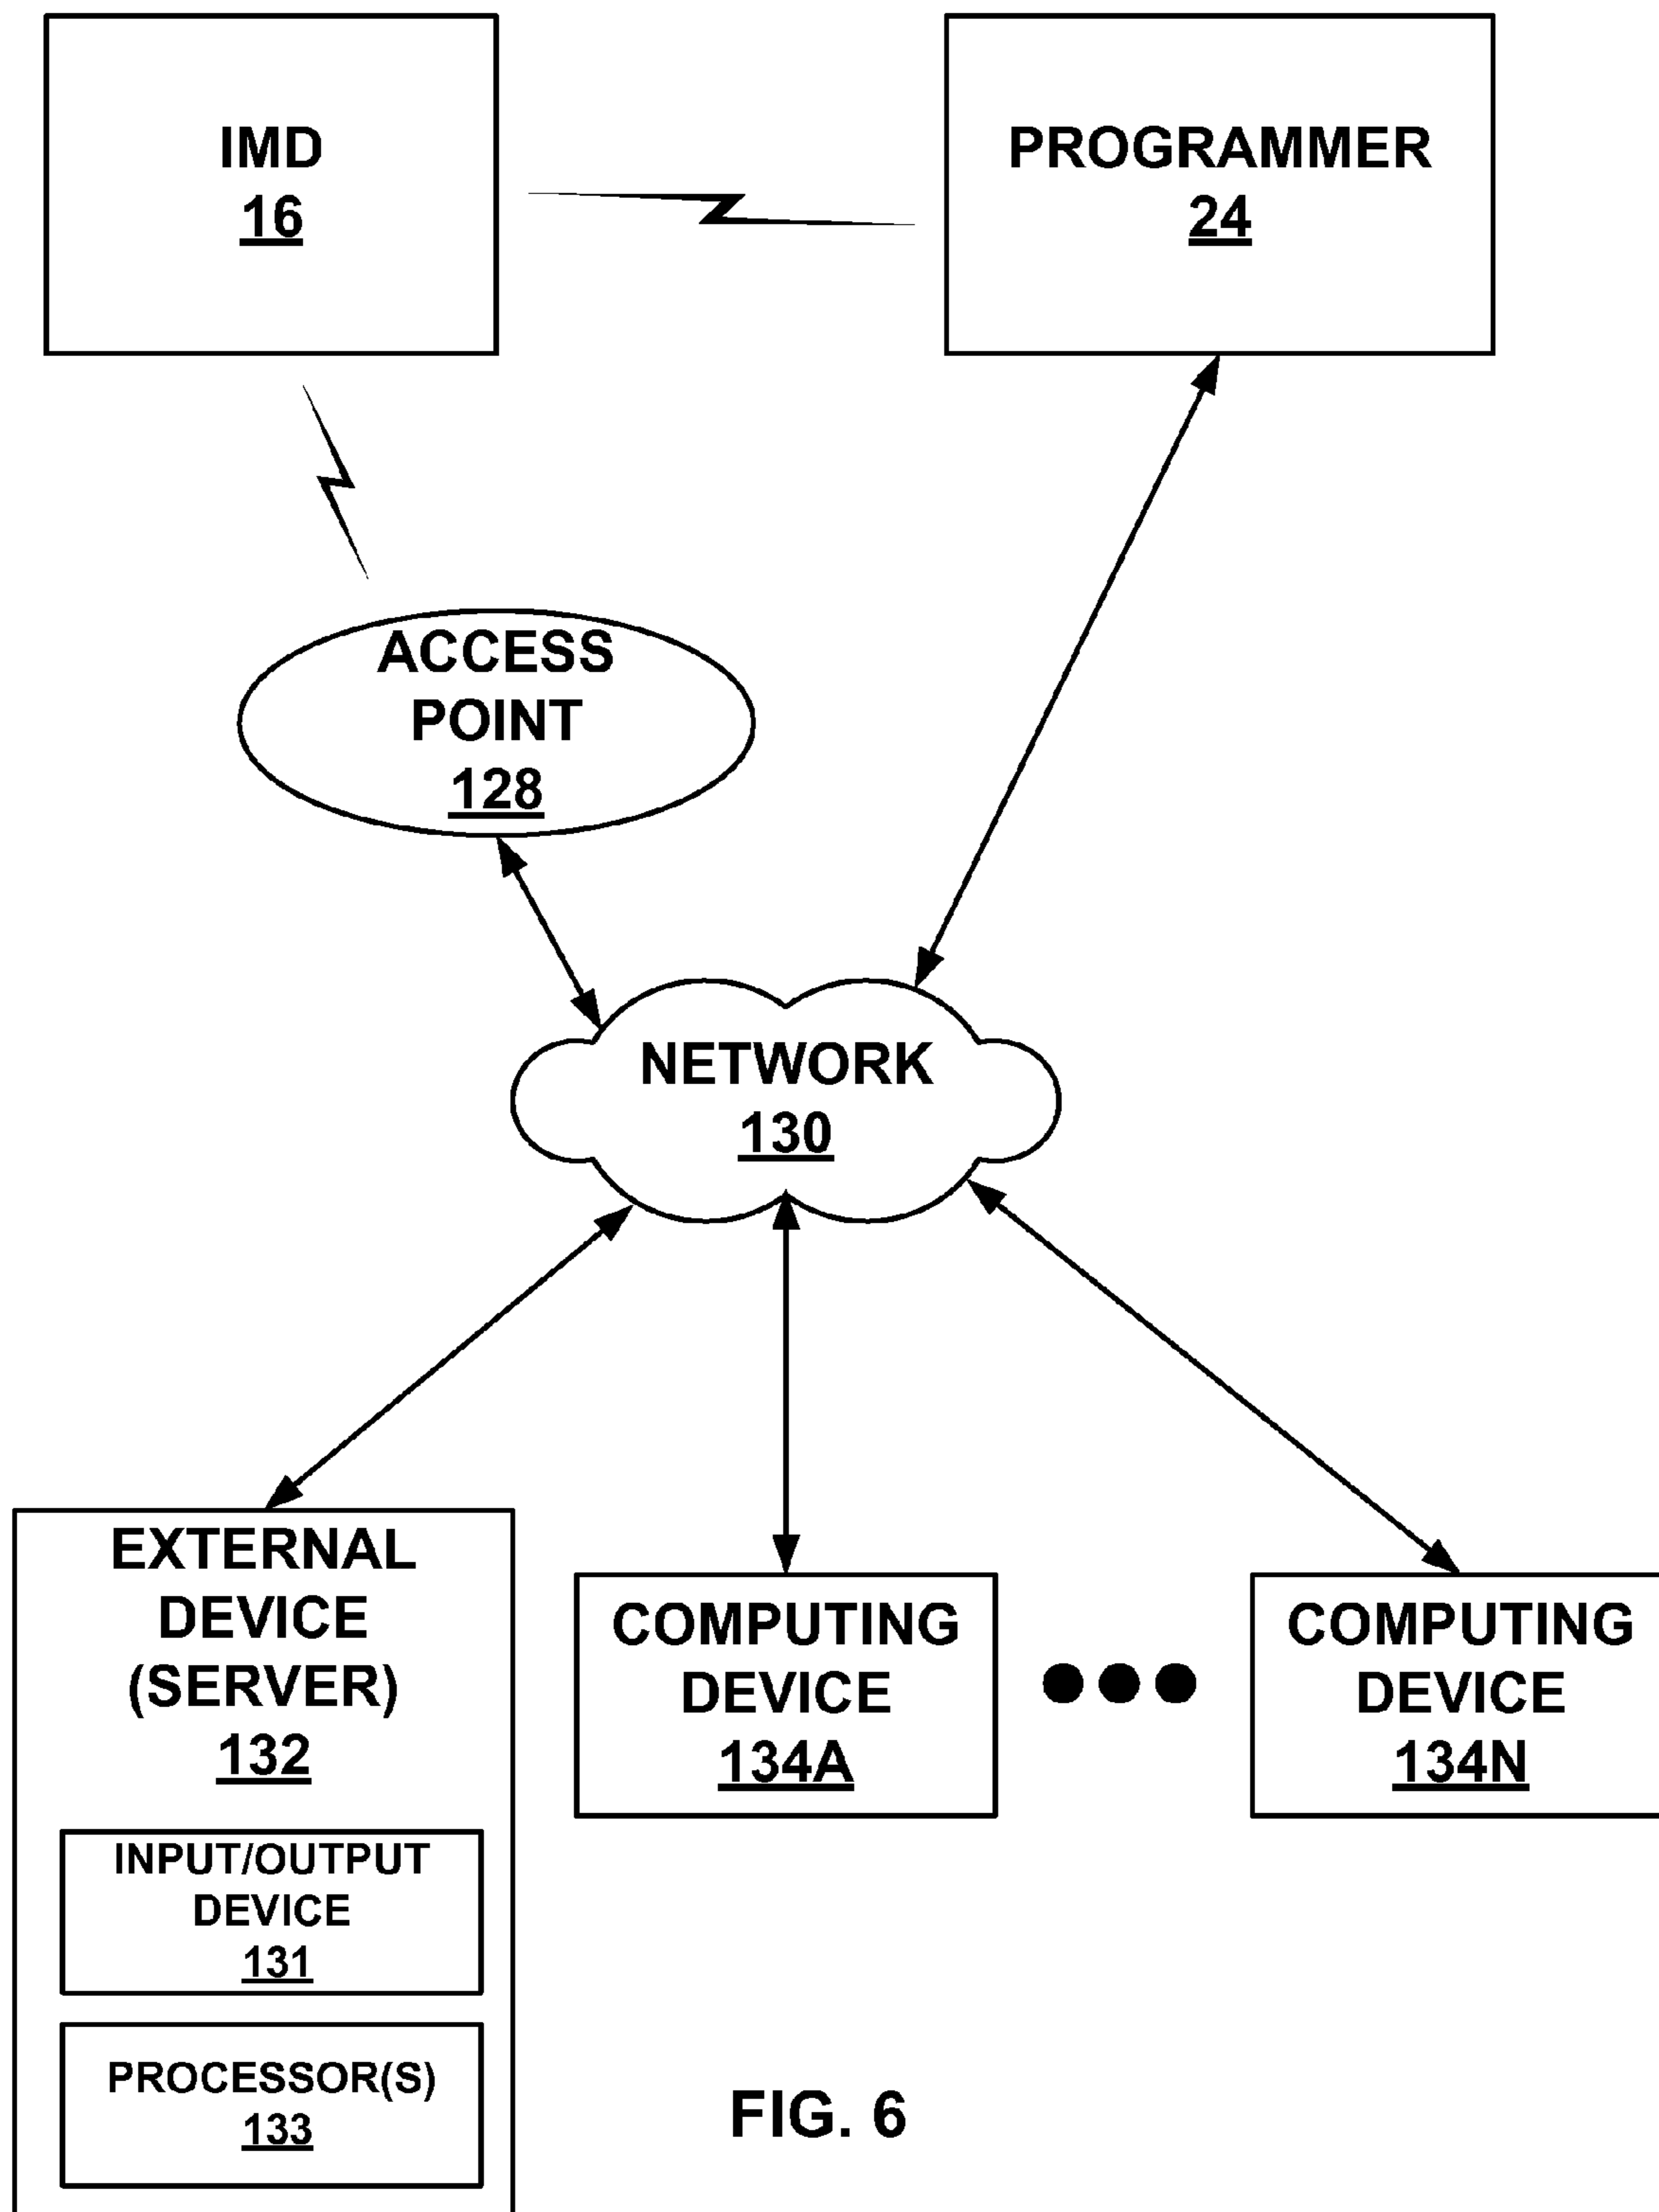 IMD
16
PROGRAMMER
24
ACCESS
POINT
128
NETWORK
130
EXTERNAL
DEVICE
(SERVER)
132
INPUT/OUTPUT
DEVICE
131
PROCESSOR(S)
133
COMPUTING
DEVICE
134A
COMPUTING
DEVICE
134N
FIG. 6